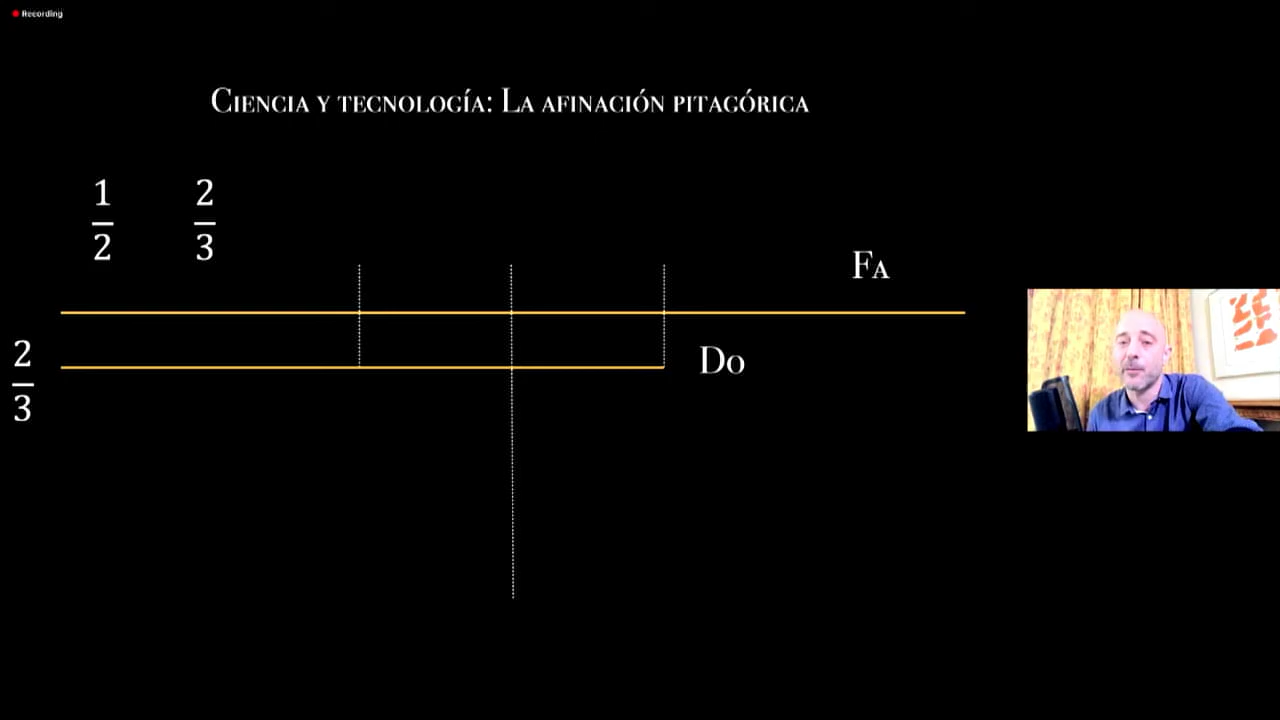 Recording
Ciencia y tecnología: La afinación pitagórica
1/2 2/3
Fa
2/3
Do